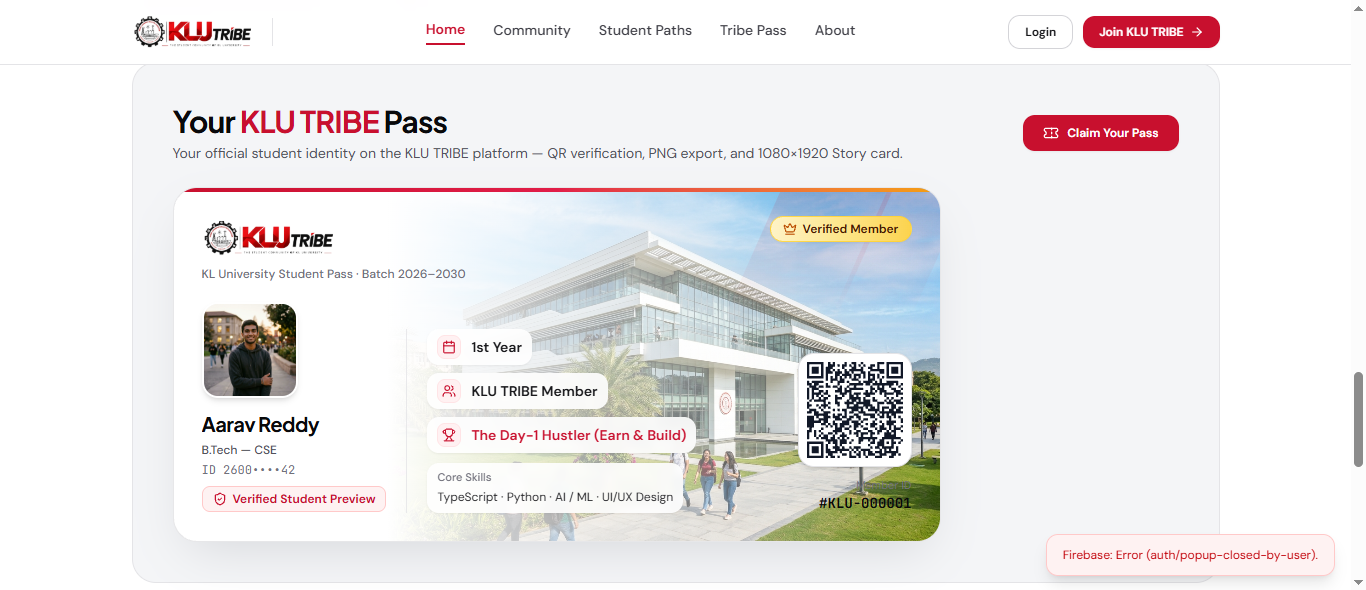 KLU TRIBE
Home
Community
Student Paths
Tribe Pass
About
Login
Join KLU TRIBE →
Your KLU TRIBE Pass
Your official student identity on the KLU TRIBE platform — QR verification, PNG export, and 1080×1920 Story card.
Claim Your Pass
KLU TRIBE
Verified Member
KL University Student Pass · Batch 2026–2030
1st Year
KLU TRIBE Member
The Day-1 Hustler (Earn & Build)
Aarav Reddy
B.Tech — CSE
ID 2600••••42
Verified Student Preview
Core Skills
TypeScript · Python · AI / ML · UI/UX Design
#KLU-000001
Firebase: Error (auth/popup-closed-by-user).